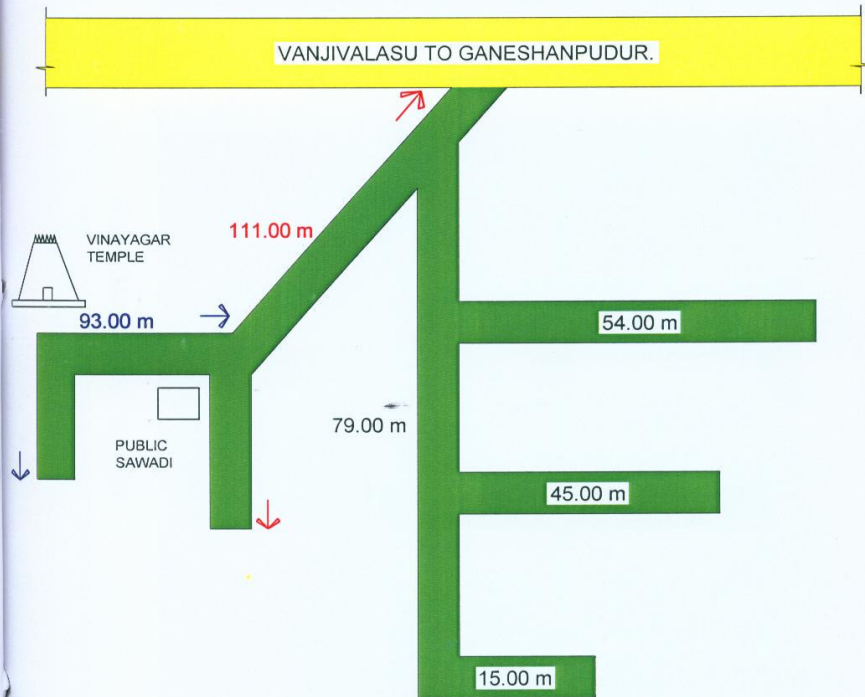 VANJIVALASU TO GANESHANPUDUR.
111.00 m
VINAYAGAR
TEMPLE
93.00 m
54.00 m
79.00 m
PUBLIC
SAWADI
45.00 m
15.00 m